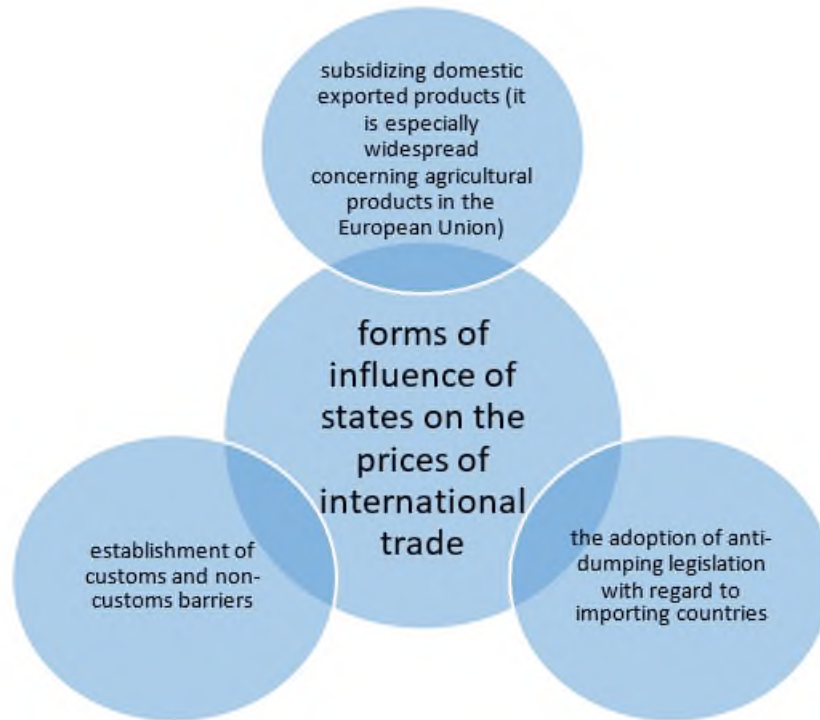 subsidizing domestic
exported products (it
is especially
widespread
concerning agricultural
products in the
European Union)
forms of
influence of
states on the
prices of
international
trade
establishment of
customs and non-
customs barriers
the adoption of anti-
dumping legislation
with regard to
importing countries